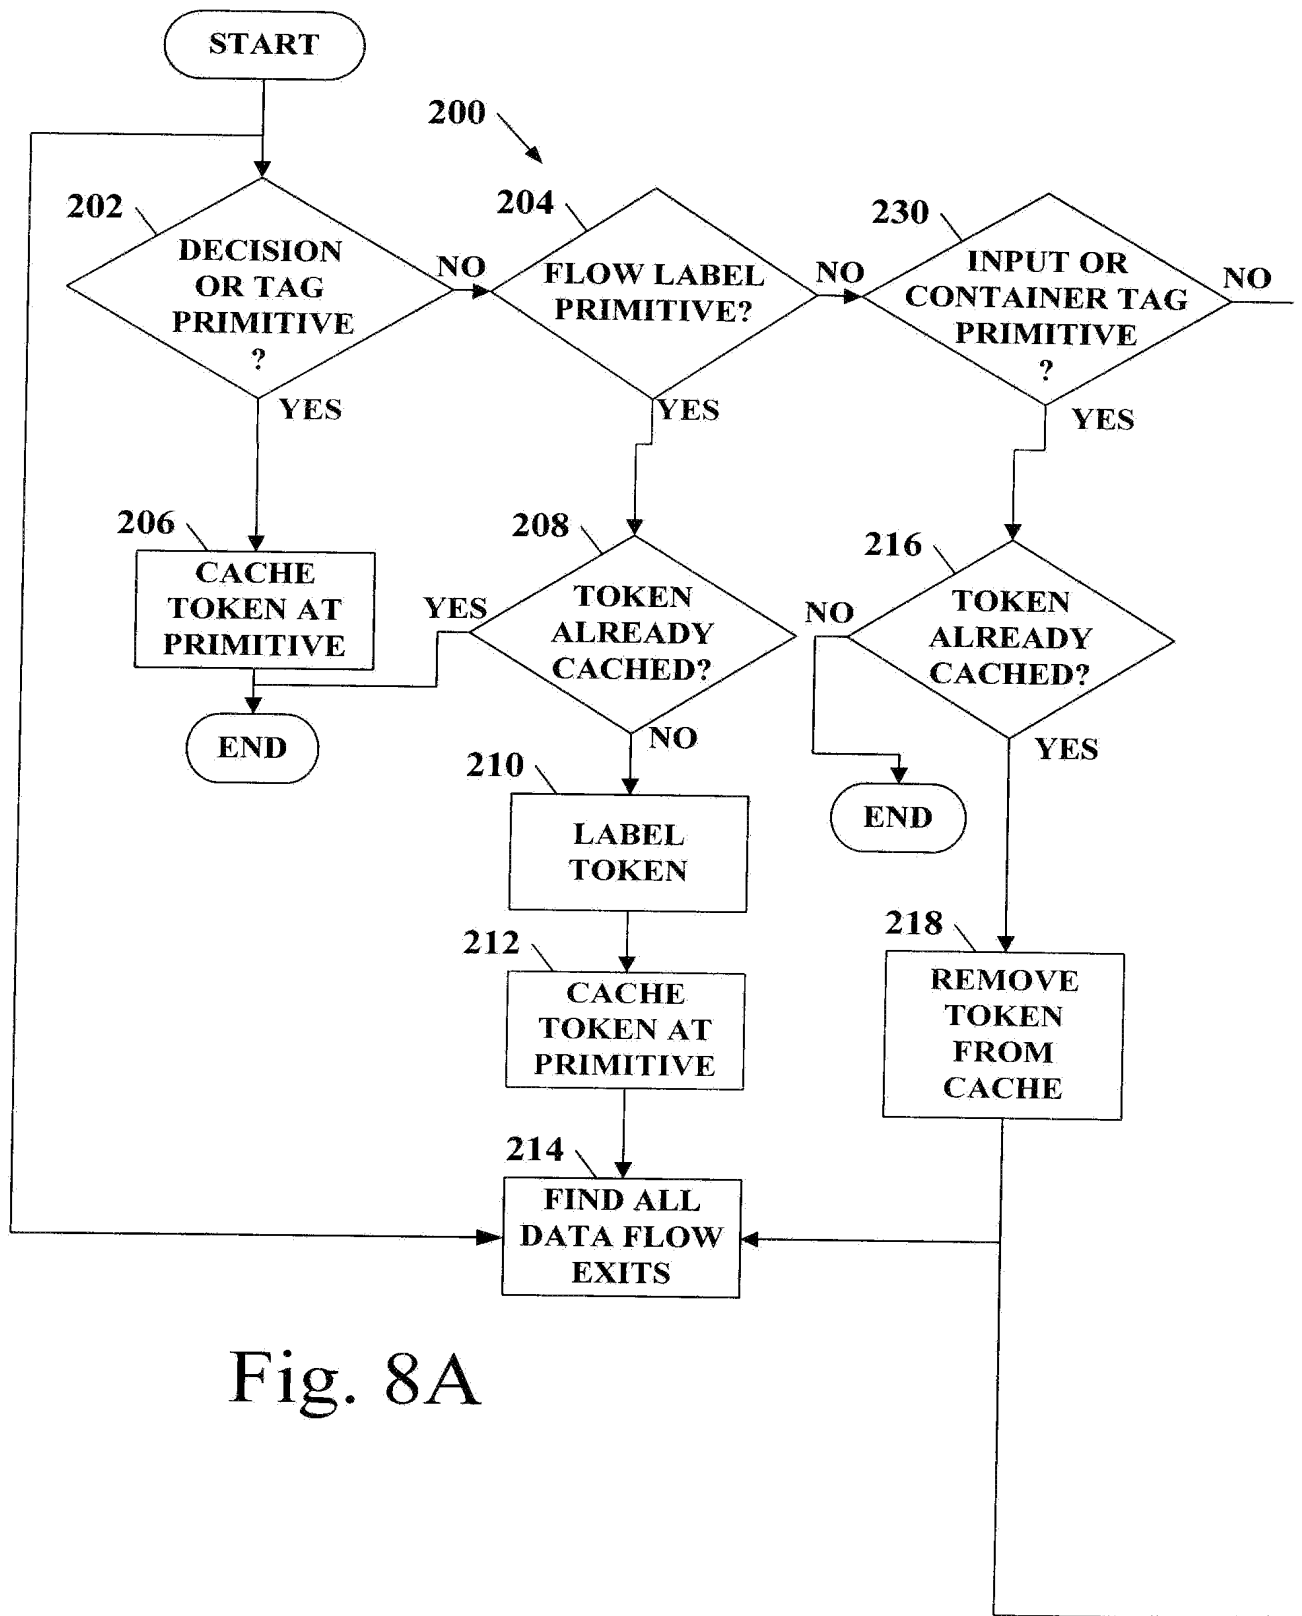 START
200
202
DECISION
OR TAG
PRIMITIVE
?
NO
YES
204
FLOW LABEL
PRIMITIVE?
NO
YES
230
INPUT OR
CONTAINER TAG
PRIMITIVE
?
NO
YES
206
CACHE
TOKEN AT
PRIMITIVE
END
208
TOKEN
ALREADY
CACHED?
YES
NO
216
TOKEN
ALREADY
CACHED?
NO
YES
END
210
LABEL
TOKEN
212
CACHE
TOKEN AT
PRIMITIVE
218
REMOVE
TOKEN
FROM
CACHE
214
FIND ALL
DATA FLOW
EXITS
Fig. 8A